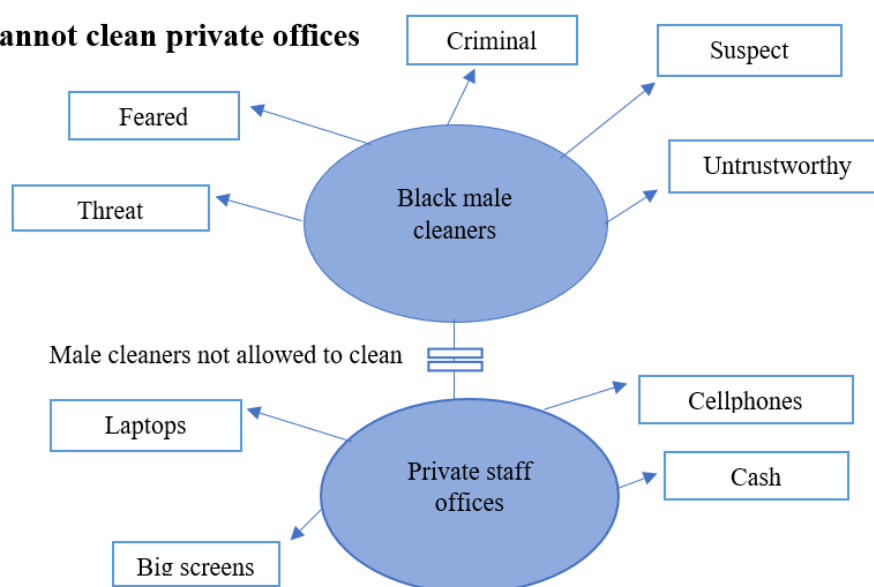 annot clean private offices
Criminal
Suspect
Feared
Untrustworthy
Threat
Black male
cleaners
Male cleaners not allowed to clean
Cellphones
Laptops
Private staff
offices
Cash
Big screens